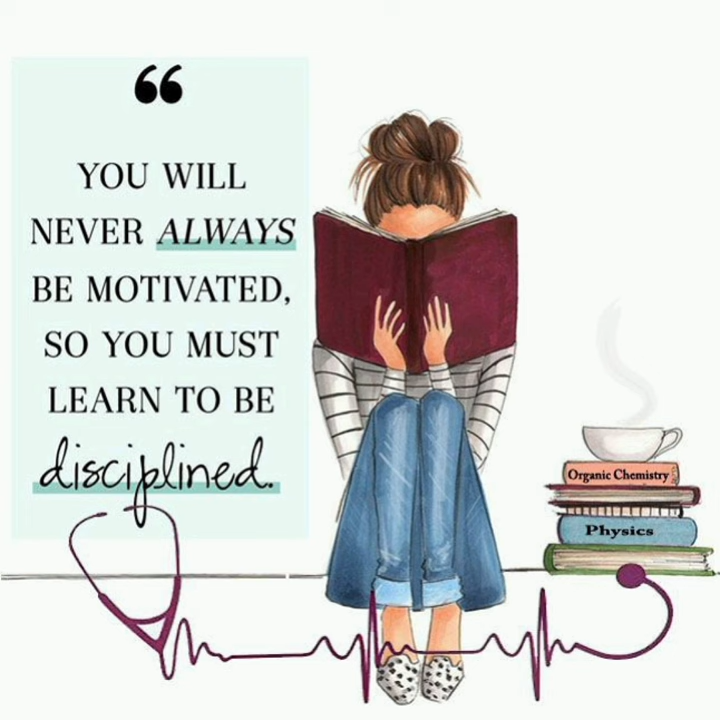 “
YOU WILL
NEVER ALWAYS
BE MOTIVATED,
SO YOU MUST
LEARN TO BE
disciplined.
Organic Chemistry
Physics